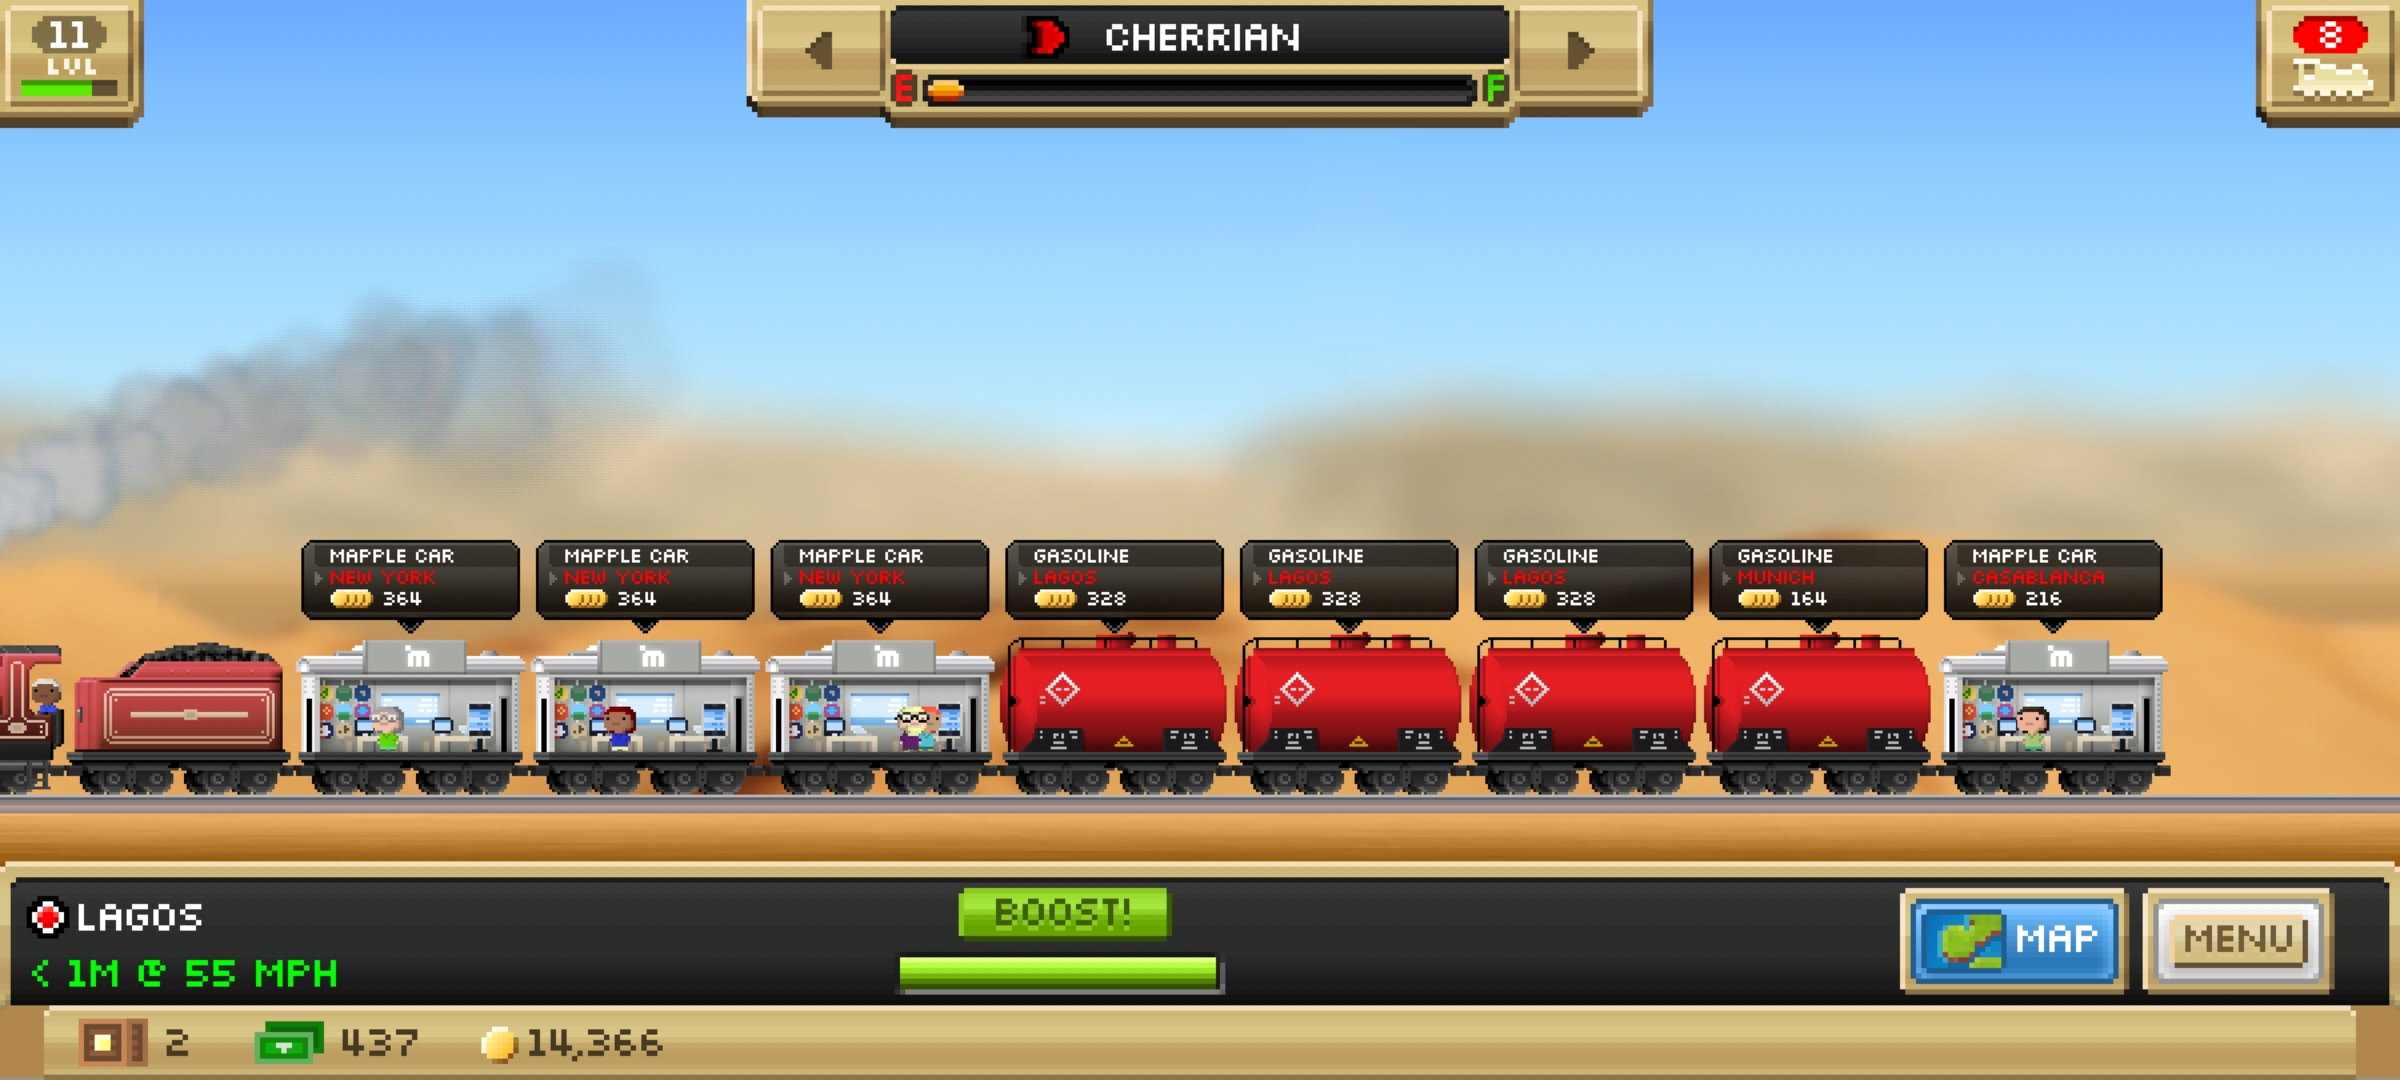 11
LVL
CHERRIAN
E
F
8
MAPPLE CAR
NEW YORK
364
MAPPLE CAR
NEW YORK
364
MAPPLE CAR
NEW YORK
364
GASOLINE
LAGOS
328
GASOLINE
LAGOS
328
GASOLINE
LAGOS
328
GASOLINE
MUNICH
164
MAPPLE CAR
CASABLANCA
216
m
m
m
m
LAGOS
< 1M @ 55 MPH
BOOST!
MAP
MENU
2
437
14,366